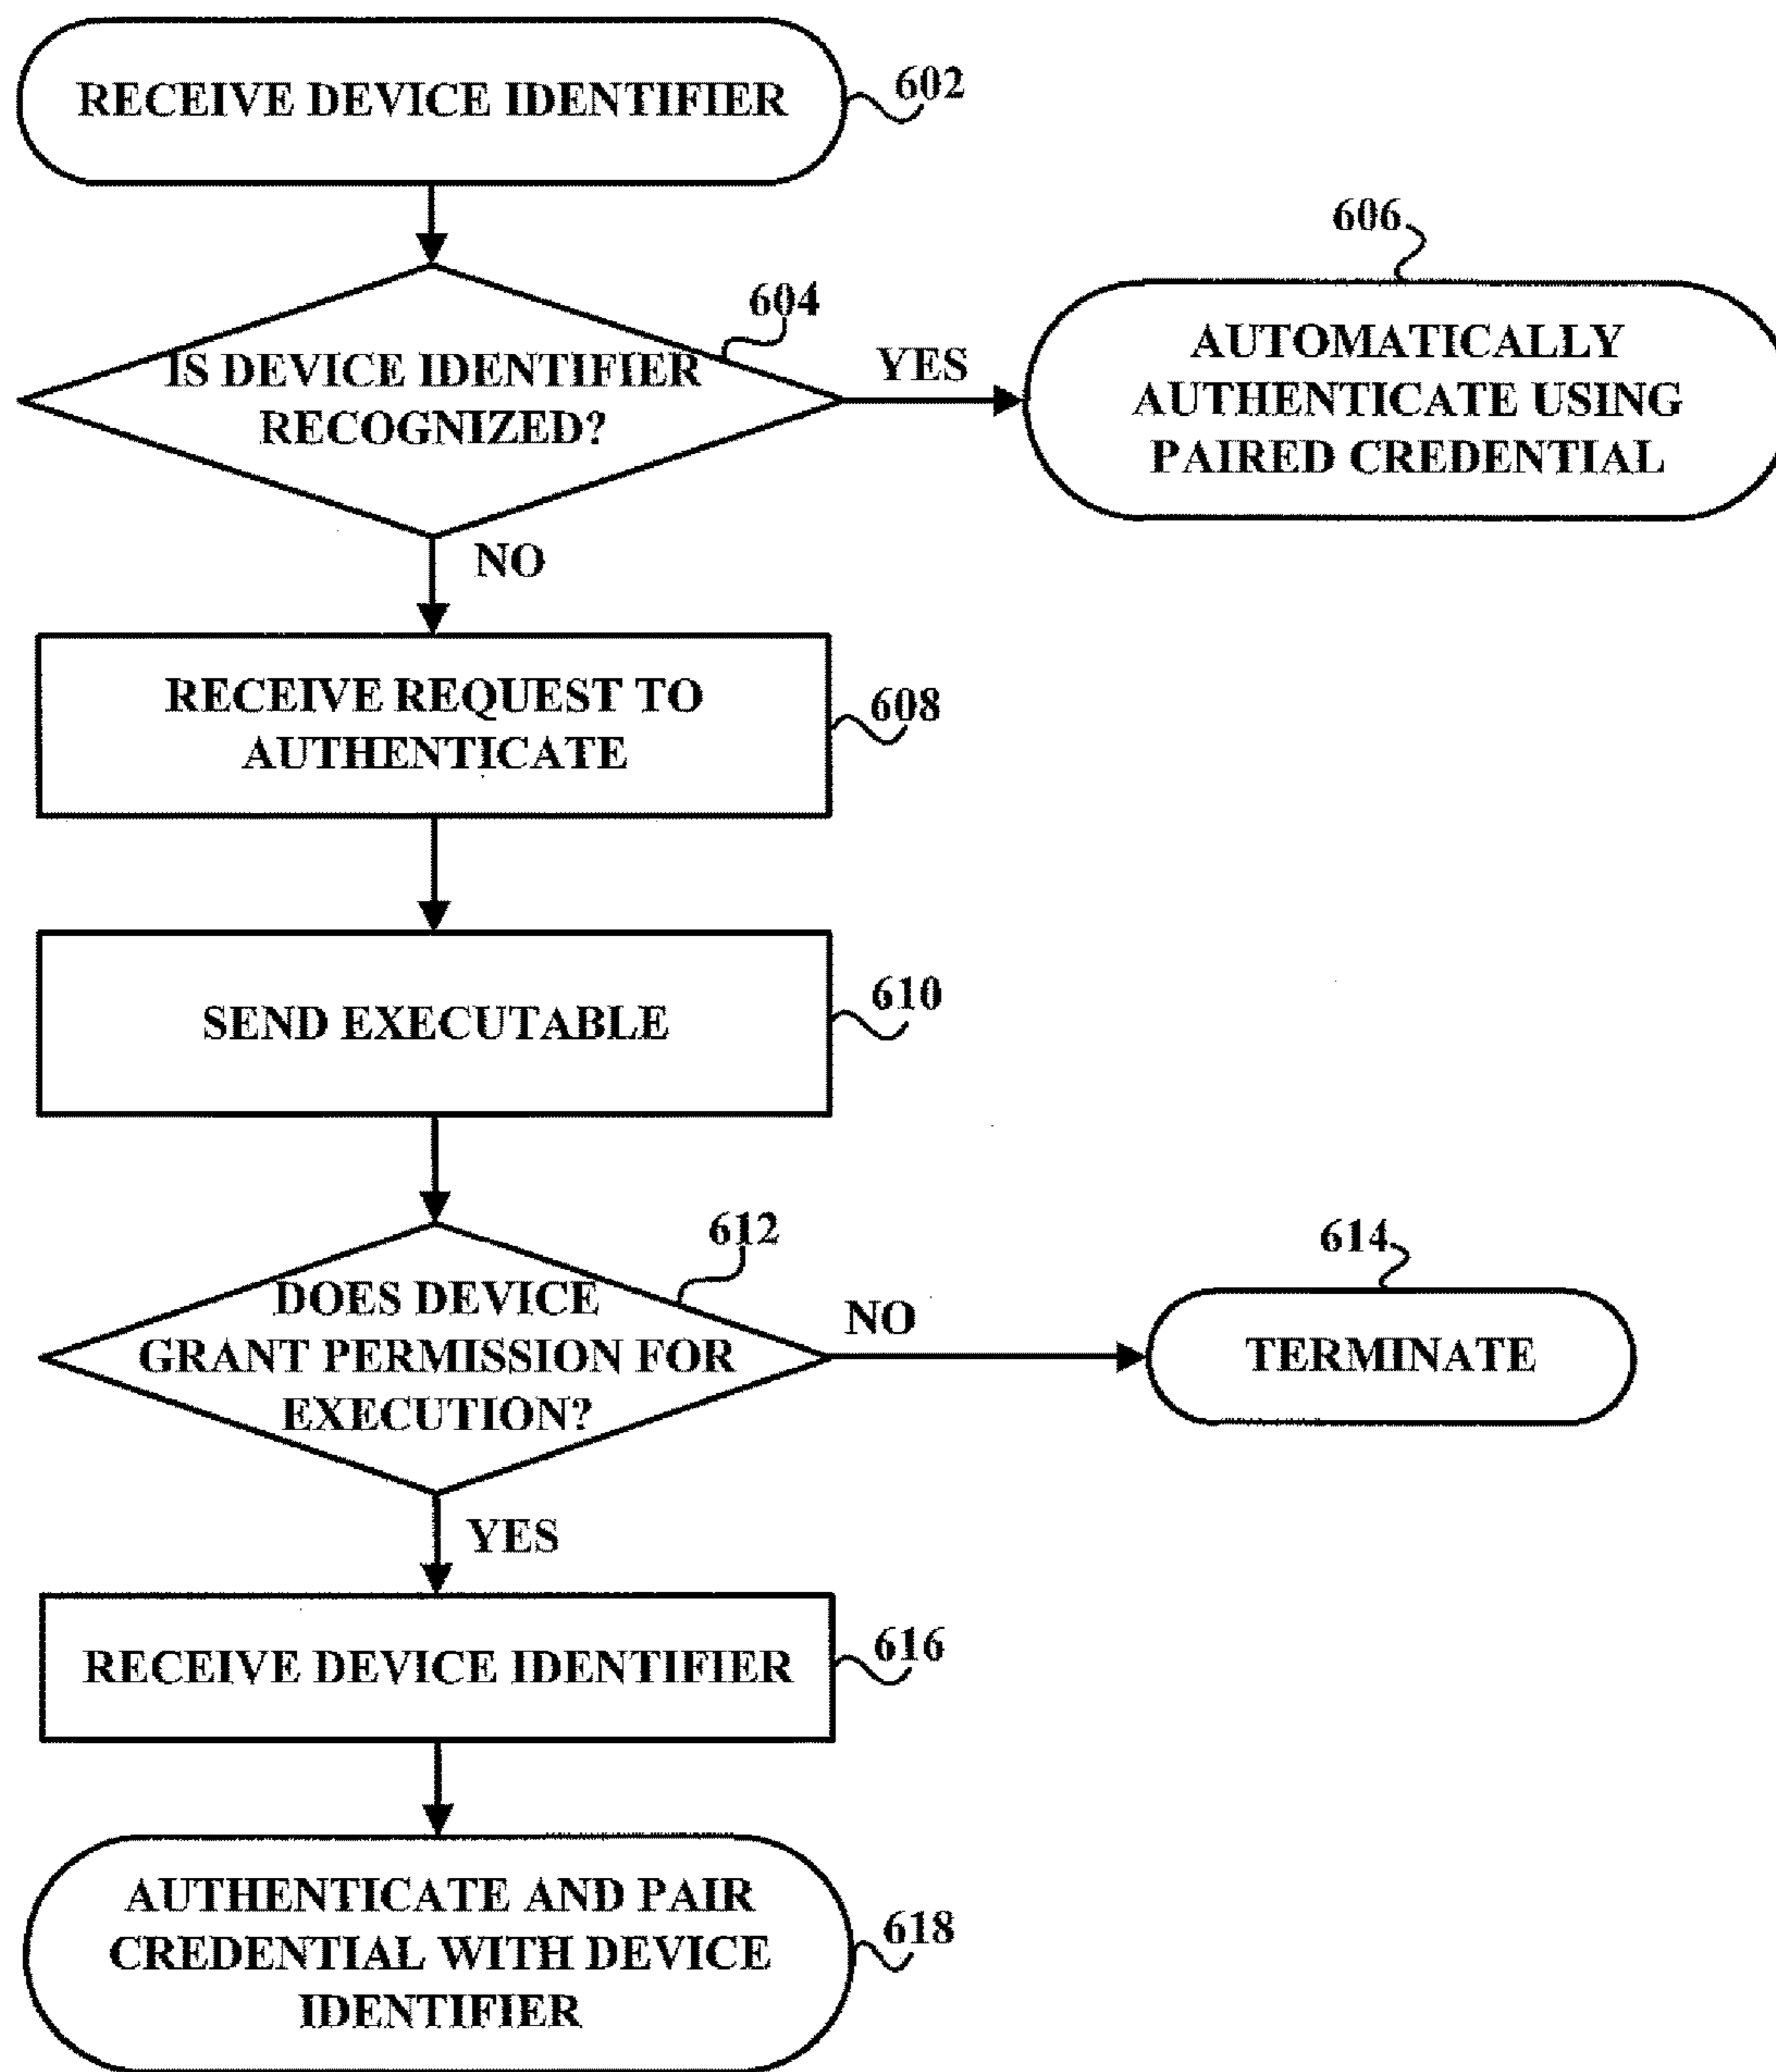 RECEIVE DEVICE IDENTIFIER
602
606
604
IS DEVICE IDENTIFIER
RECOGNIZED?
YES
AUTOMATICALLY
AUTHENTICATE USING
PAIRED CREDENTIAL
NO
RECEIVE REQUEST TO
AUTHENTICATE
608
SEND EXECUTABLE
610
612
DOES DEVICE
GRANT PERMISSION FOR
EXECUTION?
NO
614
TERMINATE
YES
RECEIVE DEVICE IDENTIFIER
616
AUTHENTICATE AND PAIR
CREDENTIAL WITH DEVICE
IDENTIFIER
618